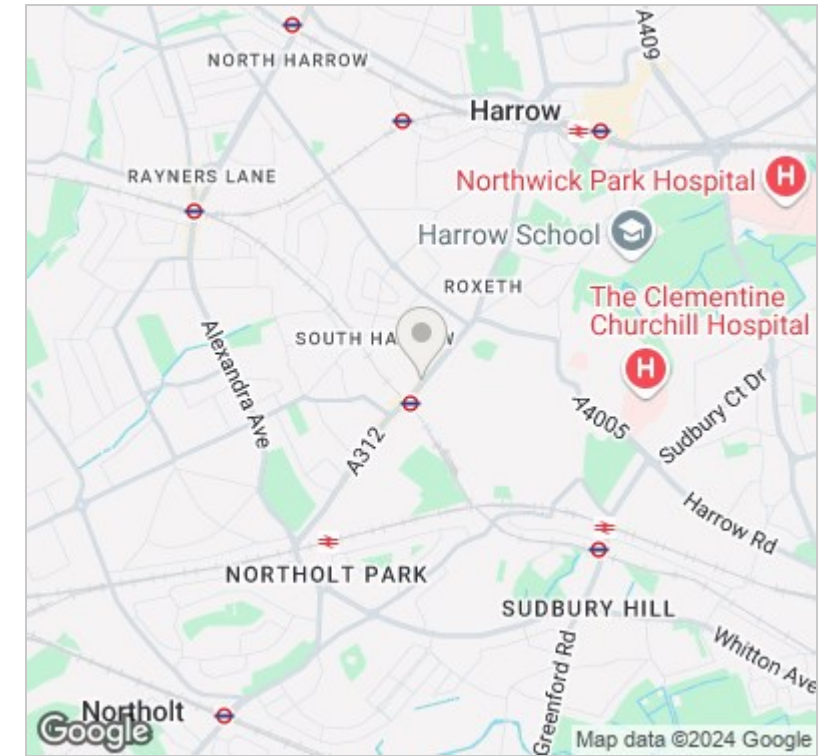 A409
NORTH HARROW
Harrow
RAYNERS LANE
Northwick Park Hospital
H
Harrow School
ROXETH
The Clementine
Churchill Hospital
H
SOUTH HA W
Alexandra Ave
A312
A4005
Sudbury Ct Dr
Harrow Rd
NORTHOLT PARK
SUDBURY HILL
Whitton Ave
Greenford Rd
Northolt
Google
Map data ©2024 Google